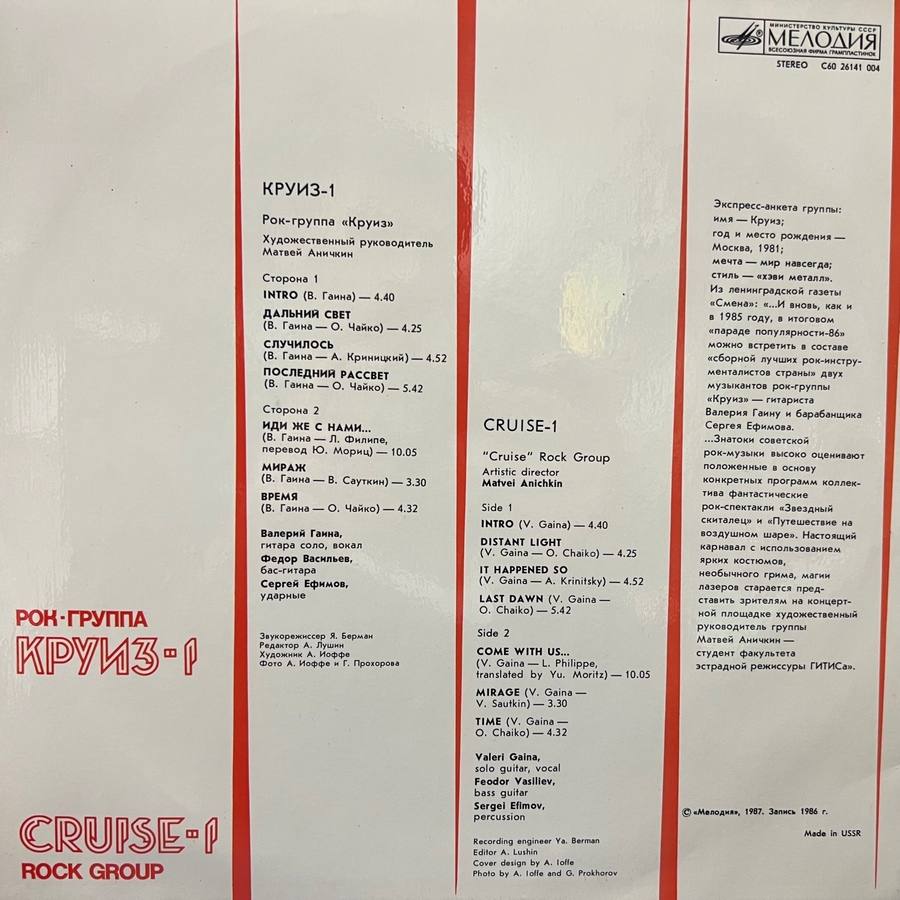 РОК-ГРУППА
КРУИЗ-1
CRUISE-1
ROCK GROUP
КРУИЗ-1
Рок-группа «Круиз»
Художественный руководитель
Матвей Аничкин
Сторона 1
INTRO (В. Гаина) — 4.40
ДАЛЬНИЙ СВЕТ
(В. Гаина — О. Чайко) — 4.25
СЛУЧИЛОСЬ
(В. Гаина — А. Криницкий) — 4.52
ПОСЛЕДНИЙ РАССВЕТ
(В. Гаина — О. Чайко) — 5.42
Сторона 2
ИДИ ЖЕ С НАМИ...
(В. Гаина — Л. Филипе,
перевод Ю. Мориц) — 10.05
МИРАЖ
(В. Гаина — В. Сауткин) — 3.30
ВРЕМЯ
(В. Гаина — О. Чайко) — 4.32
Валерий Гаина,
гитара соло, вокал
Федор Васильев,
бас-гитара
Сергей Ефимов,
ударные
Звукорежиссер Я. Берман
Редактор А. Лушин
Художник А. Иоффе
Фото А. Иоффе и Г. Прохорова
CRUISE-1
"Cruise" Rock Group
Artistic director
Matvei Anichkin
Side 1
INTRO (V. Gaina) — 4.40
DISTANT LIGHT
(V. Gaina — O. Chaiko) — 4.25
IT HAPPENED SO
(V. Gaina — A. Krinitsky) — 4.52
LAST DAWN (V. Gaina —
O. Chaiko) — 5.42
Side 2
COME WITH US...
(V. Gaina — L. Philippe,
translated by Yu. Moritz) — 10.05
MIRAGE (V. Gaina —
V. Sautkin) — 3.30
TIME (V. Gaina —
O. Chaiko) — 4.32
Valeri Gaina,
solo guitar, vocal
Feodor Vasiliev,
bass guitar
Sergei Efimov,
percussion
Recording engineer Ya. Berman
Editor A. Lushin
Cover design by A. Ioffe
Photo by A. Ioffe and G. Prokhorov
МИНИСТЕРСТВО КУЛЬТУРЫ СССР
МЕЛОДИЯ
ВСЕСОЮЗНАЯ ФИРМА ГРАМПЛАСТИНОК
STEREO C60 26141 004
Экспресс-анкета группы:
имя — Круиз;
год и место рождения —
Москва, 1981;
мечта — мир навсегда;
стиль — «хэви металл».
Из ленинградской газеты
«Смена»: «...И вновь, как и
в 1985 году, в итоговом
«параде популярности-86»
можно встретить в составе
«сборной лучших рок-инстру-
менталистов страны» двух
музыкантов рок-группы
«Круиз» — гитариста
Валерия Гаину и барабанщика
Сергея Ефимова.
...Знатоки советской
рок-музыки высоко оценивают
положенные в основу
конкретных программ коллек-
тива фантастические
рок-спектакли «Звездный
скиталец» и «Путешествие на
воздушном шаре». Настоящий
карнавал с использованием
ярких костюмов,
необычного грима, магии
лазеров старается пред-
ставить зрителям на концерт-
ной площадке художественный
руководитель группы
Матвей Аничкин —
студент факультета
эстрадной режиссуры ГИТИСа».
© «Мелодия», 1987. Запись 1986 г.
Made in USSR